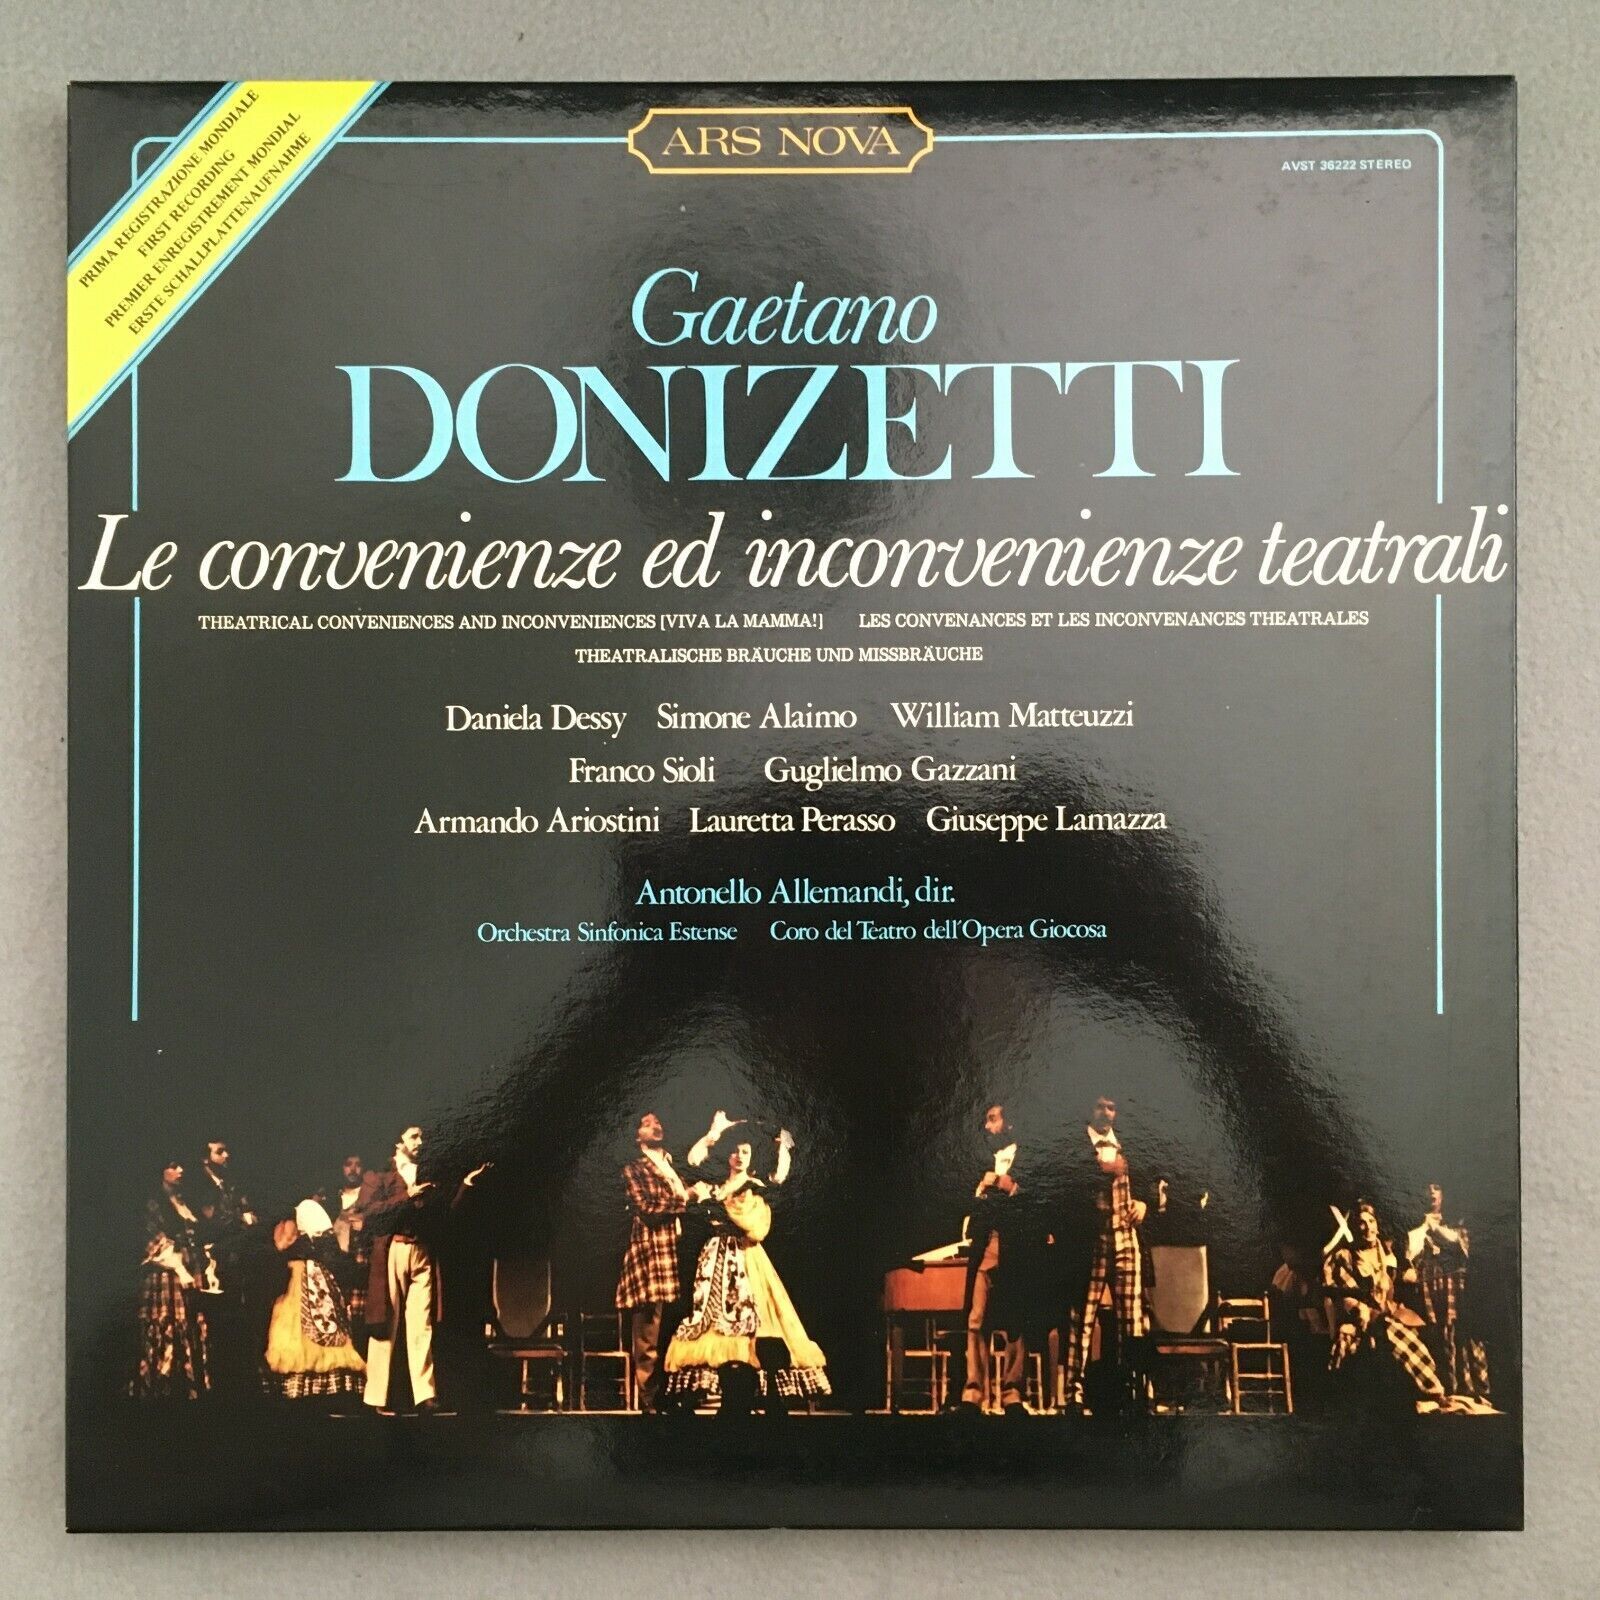 PRIMA REGISTRAZIONE MONDIALE
FIRST RECORDING
PREMIER ENREGISTREMENT MONDIAL
ERSTE SCHALLPLATTENAUFNAHME
ARS NOVA
AVST 36222 STEREO
Gaetano
DONIZETTI
Le convenienze ed inconvenienze teatrali
THEATRICAL CONVENIENCES AND INCONVENIENCES [VIVA LA MAMMA!] LES CONVENANCES ET LES INCONVENANCES THEATRALES
THEATRALISCHE BRÄUCHE UND MISSBRÄUCHE
Daniela Dessy Simone Alaimo William Matteuzzi
Franco Sioli Guglielmo Gazzani
Armando Ariostini Lauretta Perasso Giuseppe Lamazza
Antonello Allemandi, dir.
Orchestra Sinfonica Estense Coro del Teatro dell'Opera Giocosa